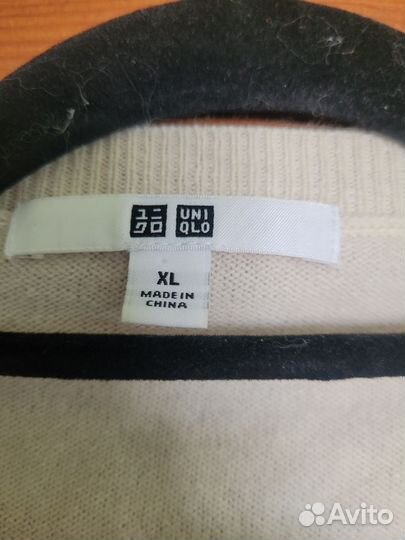 ユニ UNI
クロ QLO
XL
MADE IN
CHINA
Avito